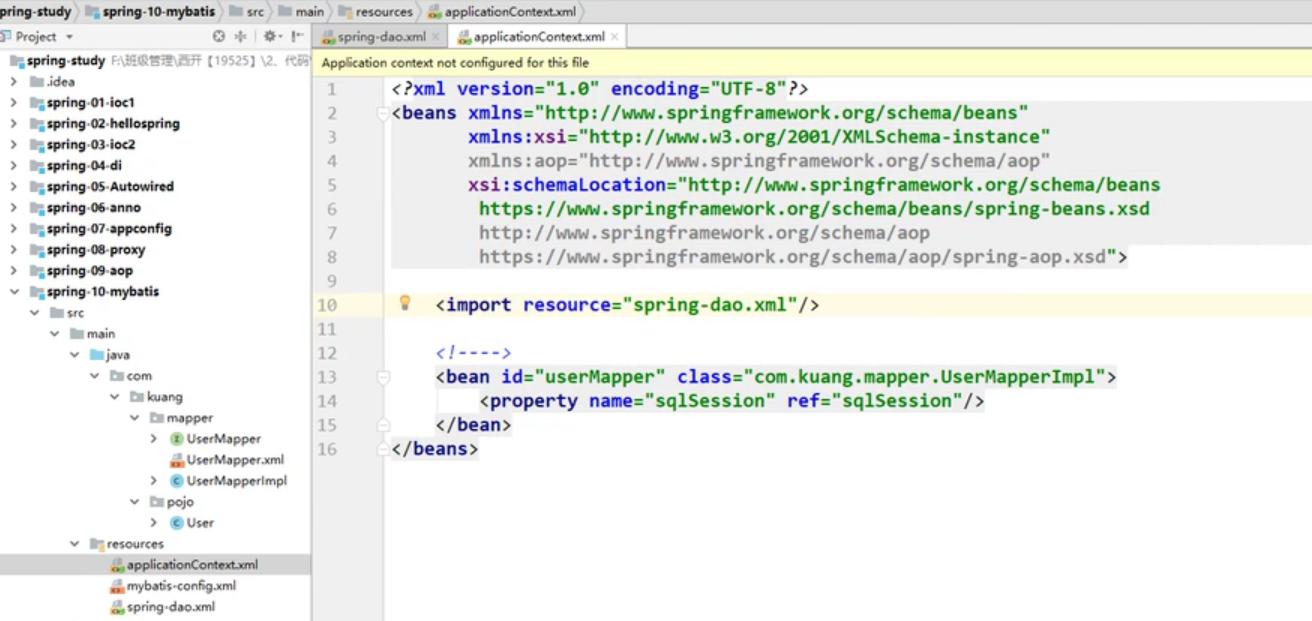 pring-study spring-10-mybatis src main resources applicationContext.xml
Project
spring-dao.xml applicationContext.xml
spring-study F:\班级管理\西开【19525】\2、代码
Application context not configured for this file
.idea
spring-01-ioc1
spring-02-hellospring
spring-03-ioc2
spring-04-di
spring-05-Autowired
spring-06-anno
spring-07-appconfig
spring-08-proxy
spring-09-aop
spring-10-mybatis
src
main
java
com
kuang
mapper
UserMapper
UserMapper.xml
UserMapperImpl
pojo
User
resources
applicationContext.xml
mybatis-config.xml
spring-dao.xml
1 <?xml version="1.0" encoding="UTF-8"?>
2 <beans xmlns="http://www.springframework.org/schema/beans"
3 xmlns:xsi="http://www.w3.org/2001/XMLSchema-instance"
4 xmlns:aop="http://www.springframework.org/schema/aop"
5 xsi:schemaLocation="http://www.springframework.org/schema/beans
6 https://www.springframework.org/schema/beans/spring-beans.xsd
7 http://www.springframework.org/schema/aop
8 https://www.springframework.org/schema/aop/spring-aop.xsd">
9
10 <import resource="spring-dao.xml"/>
11
12 <!---->
13 <bean id="userMapper" class="com.kuang.mapper.UserMapperImpl">
14 <property name="sqlSession" ref="sqlSession"/>
15 </bean>
16 </beans>